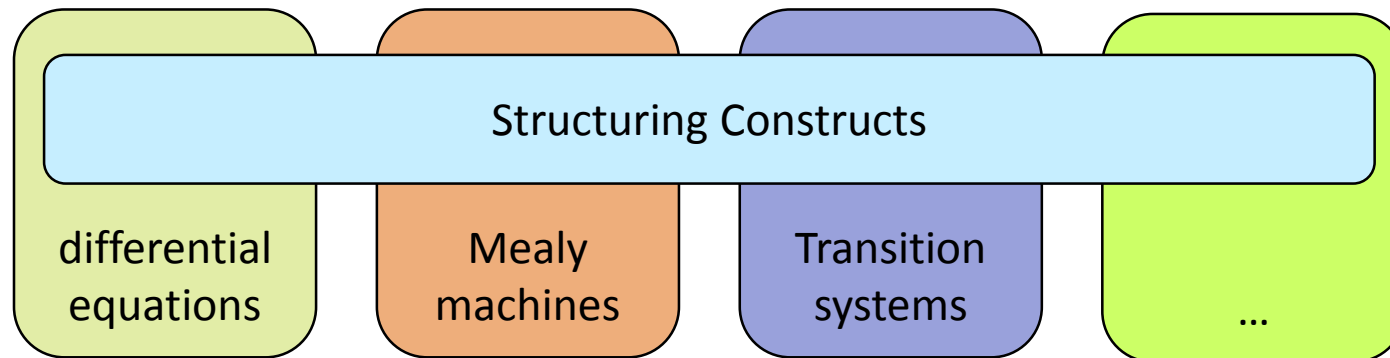 Structuring Constructs
differential
equations
Mealy
machines
Transition
systems
...